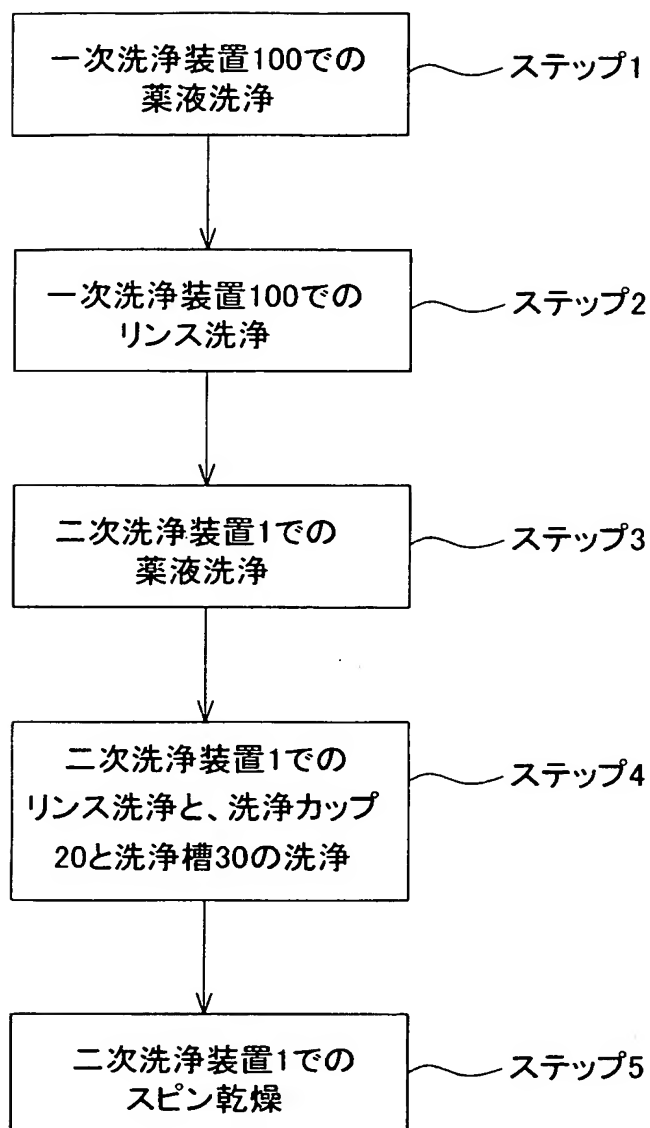 一次洗浄装置100での
薬液洗浄
ステップ1
一次洗浄装置100での
リンス洗浄
ステップ2
二次洗浄装置1での
薬液洗浄
ステップ3
二次洗浄装置1での
リンス洗浄と、洗浄カップ
20と洗浄槽30の洗浄
ステップ4
二次洗浄装置1での
スピン乾燥
ステップ5